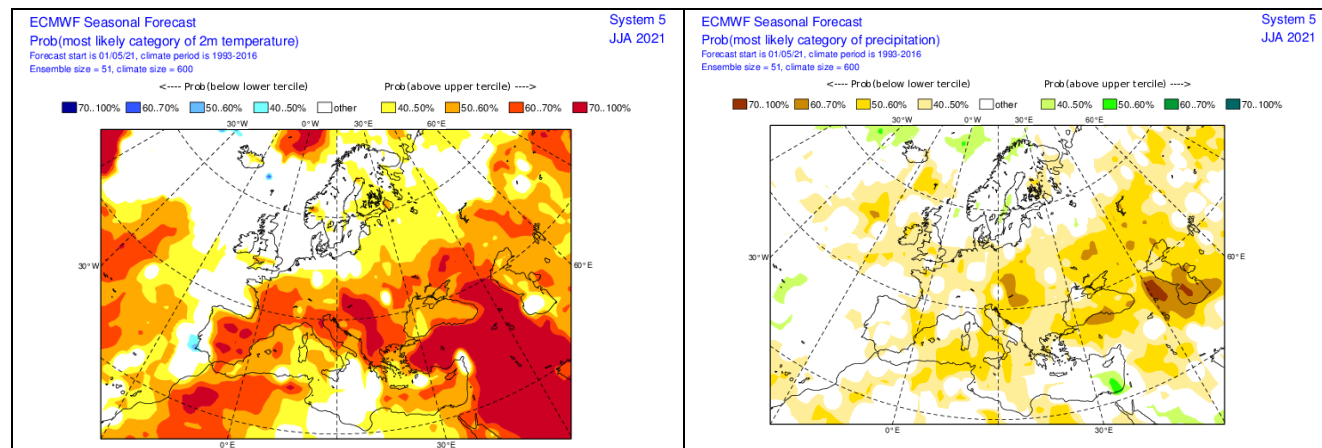 ECMWF Seasonal Forecast
System 5
Prob(most likely category of 2m temperature)
JJA 2021
Forecast start is 01/05/21, climate period is 1993-2016
Ensemble size = 51, climate size = 600
<---- Prob(below lower tercile)
Prob(above upper tercile) ---->
70..100% 60..70% 50..60% 40..50% other 40..50% 50..60% 60..70% 70..100%
30°W 0°W 30°E 60°E
30°W
60°E
0°E 30°E
ECMWF Seasonal Forecast
System 5
Prob(most likely category of precipitation)
JJA 2021
Forecast start is 01/05/21, climate period is 1993-2016
Ensemble size = 51, climate size = 600
<---- Prob(below lower tercile)
Prob(above upper tercile) ---->
70..100% 60..70% 50..60% 40..50% other 40..50% 50..60% 60..70% 70..100%
30°W 0°W 30°E 60°E
30°W
60°E
0°E 30°E